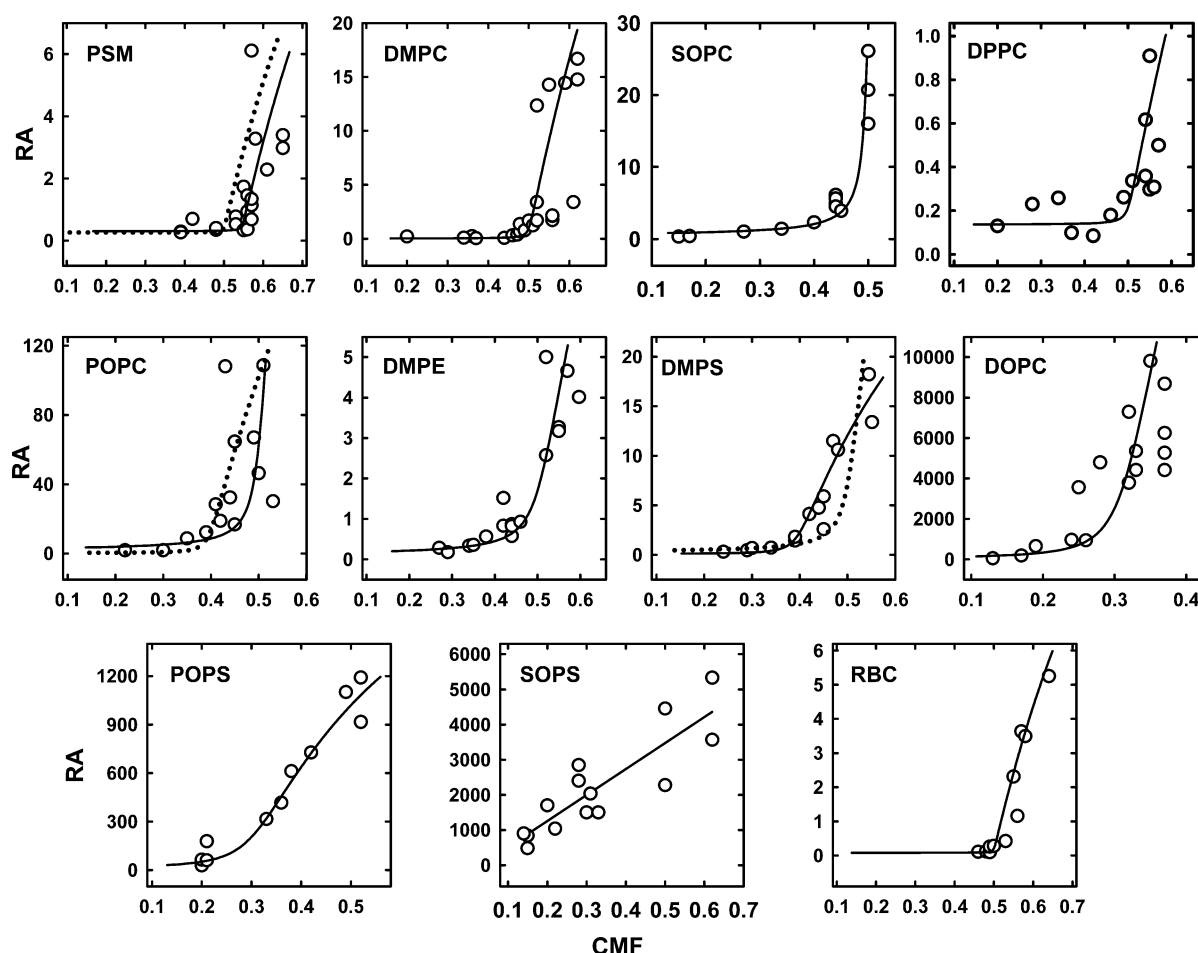 PSM
DMPC
SOPC
DPPC
RA
6
4
2
0
20
15
10
5
0
30
20
10
0
1.0
0.8
0.6
0.4
0.2
0.0
0.1 0.2 0.3 0.4 0.5 0.6 0.7
0.1 0.2 0.3 0.4 0.5 0.6
0.1 0.2 0.3 0.4 0.5
0.1 0.2 0.3 0.4 0.5 0.6
POPC
DMPE
DMPS
DOPC
RA
120
80
40
0
5
4
3
2
1
0
20
15
10
5
0
10000
8000
6000
4000
2000
0
0.1 0.2 0.3 0.4 0.5 0.6
0.1 0.2 0.3 0.4 0.5 0.6
0.1 0.2 0.3 0.4 0.5 0.6
0.1 0.2 0.3 0.4
POPS
SOPS
RBC
RA
1200
900
600
300
0
6000
5000
4000
3000
2000
1000
0
6
5
4
3
2
1
0
0.1 0.2 0.3 0.4 0.5
0.1 0.2 0.3 0.4 0.5 0.6 0.7
0.1 0.2 0.3 0.4 0.5 0.6 0.7
CMF